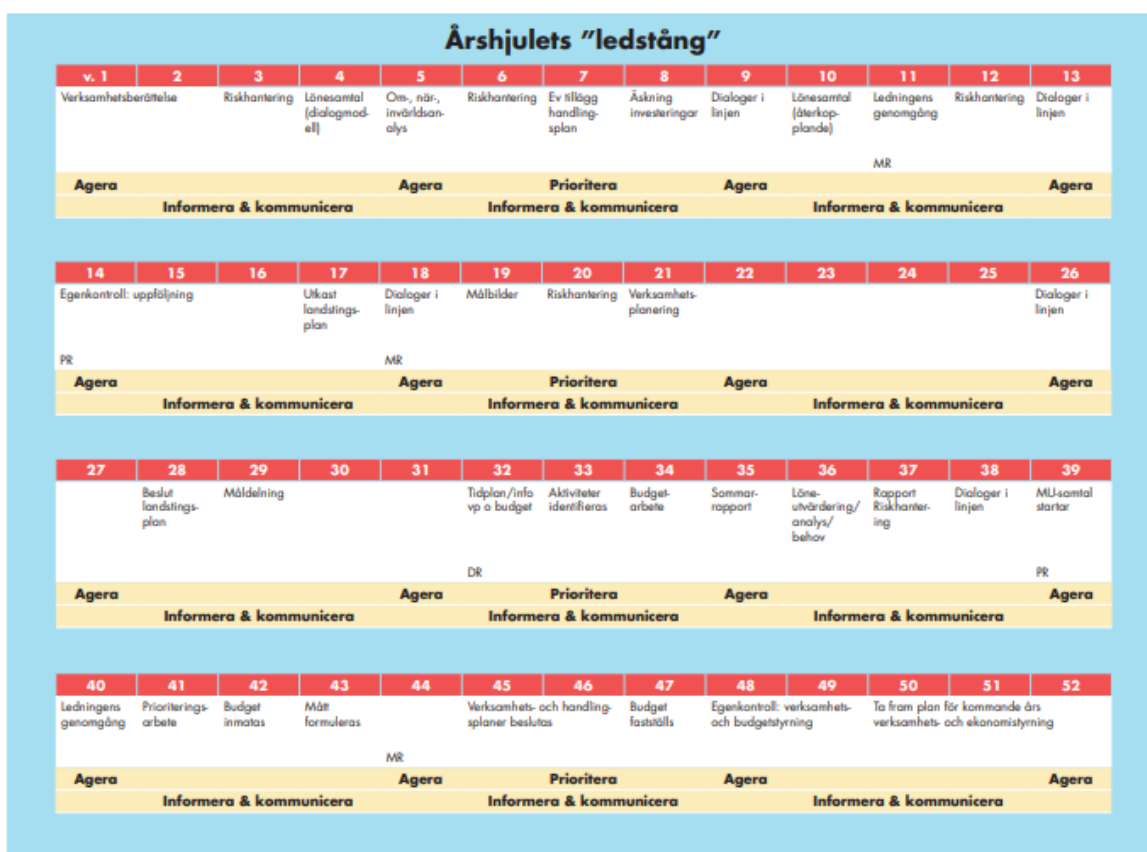 Årshjulets ”ledstång”
v. 1 2 3 4 5 6 7 8 9 10 11 12 13
Verksamhetsberättelse Riskhantering Lönesamtal Om-, när-, Riskhantering Ev tillägg Äskning Dialoger i Lönesamtal Ledningens Riskhantering Dialoger i
(dialogmod- invärldsan- handling- investeringar linjen (återkop- genomgång linjen
ell) alys splan plande)
MR
Agera Agera Prioritera Agera Agera
Informera & kommunicera Informera & kommunicera Informera & kommunicera
14 15 16 17 18 19 20 21 22 23 24 25 26
Egenkontroll: uppföljning Utkast Dialoger i Målbilder Riskhantering Verksamhets- Dialoger i
landstings- linjen planering linjen
plan
PR MR
Agera Agera Prioritera Agera Agera
Informera & kommunicera Informera & kommunicera Informera & kommunicera
27 28 29 30 31 32 33 34 35 36 37 38 39
Beslut Måldelning Tidplan/info Aktiviteter Budget- Sommar- Löne- Rapport Dialoger i MU-samtal
landstings- vp o budget identifieras arbete rapport utvärdering/ Riskhanter- linjen startar
plan analys/ ing
behov
DR PR
Agera Agera Prioritera Agera Agera
Informera & kommunicera Informera & kommunicera Informera & kommunicera
40 41 42 43 44 45 46 47 48 49 50 51 52
Ledningens Prioriterings- Budget Mått Verksamhets- och handling- Budget Egenkontroll: verksamhets- Ta fram plan för kommande års
genomgång arbete inmatas formuleras splaner beslutas fastställs och budgetstyrning verksamhets- och ekonomistyrning
MR
Agera Agera Prioritera Agera Agera
Informera & kommunicera Informera & kommunicera Informera & kommunicera